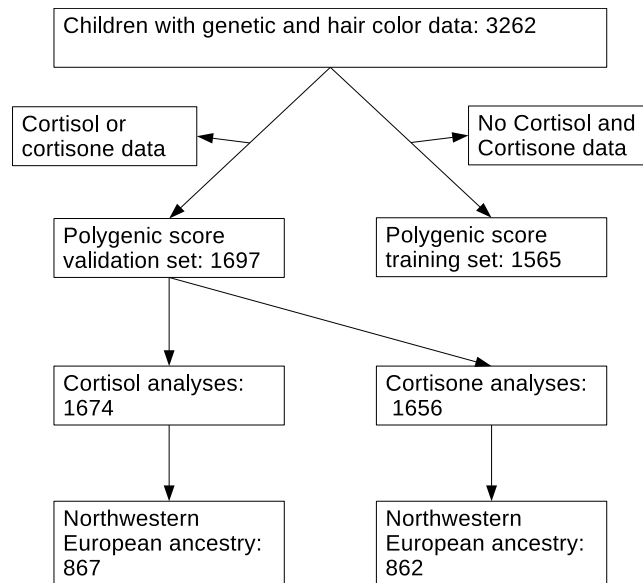 Children with genetic and hair color data: 3262
Cortisol or
cortisone data
No Cortisol and
Cortisone data
Polygenic score
validation set: 1697
Polygenic score
training set: 1565
Cortisol analyses:
1674
Cortisone analyses:
1656
Northwestern
European ancestry:
867
Northwestern
European ancestry:
862